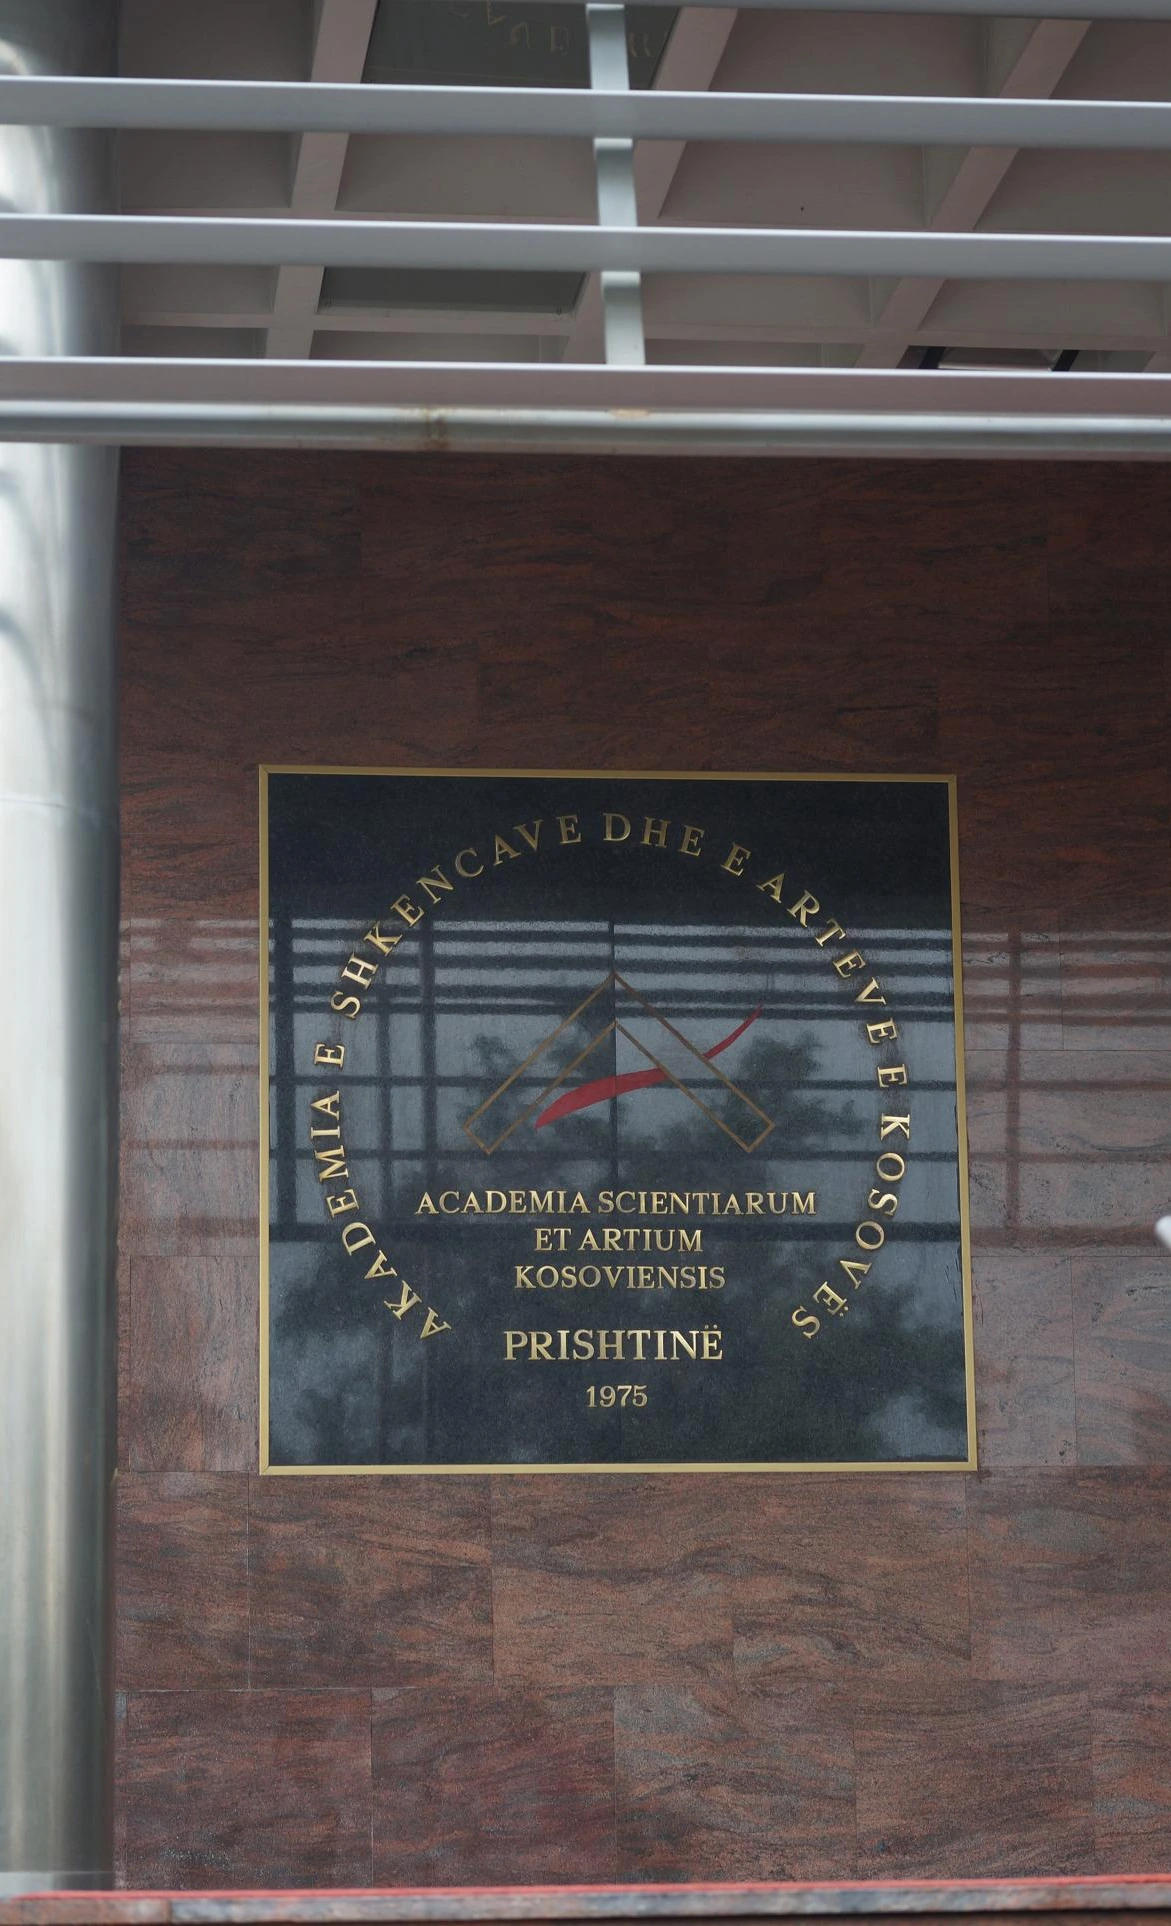 AKADEMIA E SHKENCAVE DHE E ARTEVE E KOSOVËS
ACADEMIA SCIENTIARUM
ET ARTIUM
KOSOVIENSIS
PRISHTINË
1975